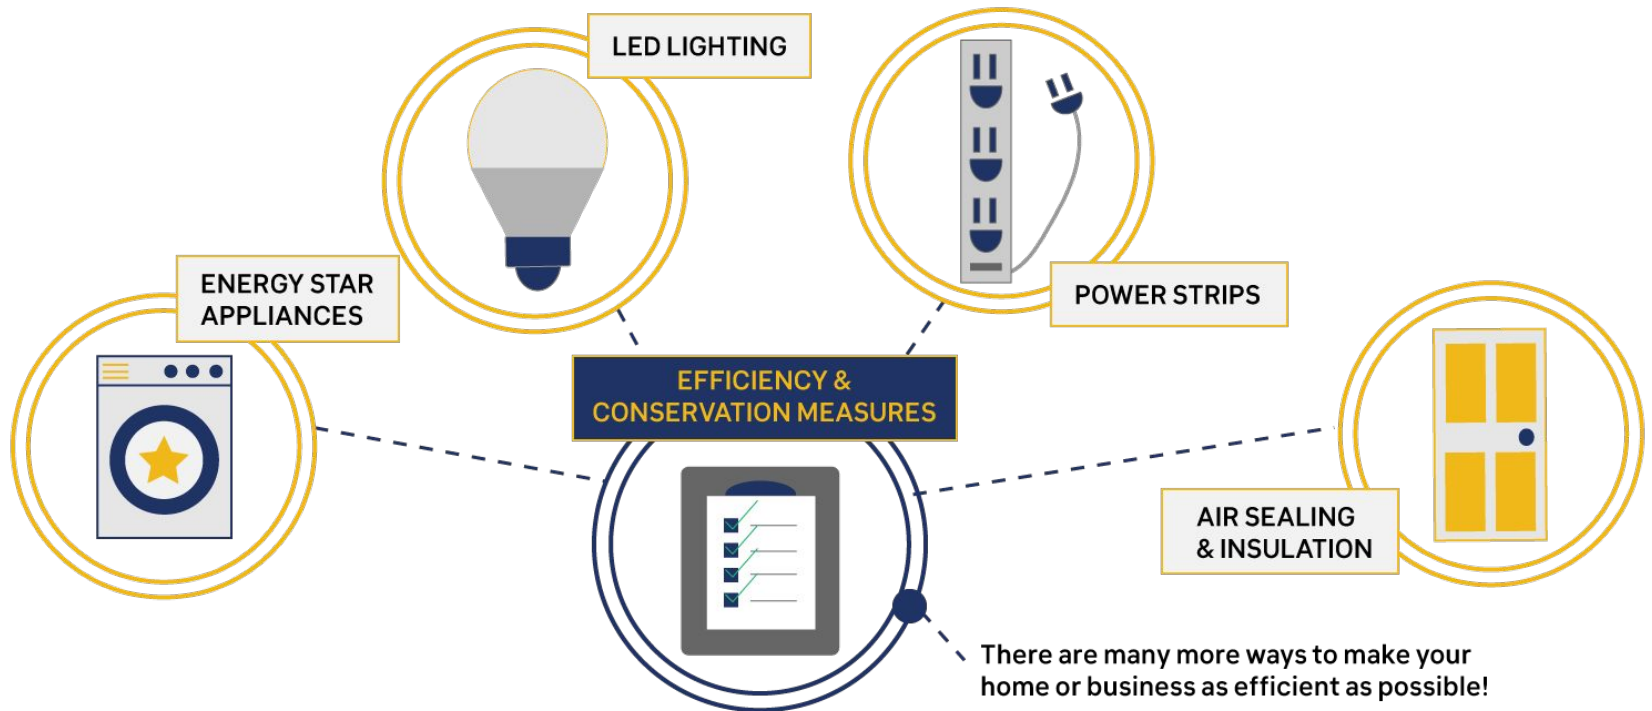 LED LIGHTING
ENERGY STAR
APPLIANCES
POWER STRIPS
EFFICIENCY &
CONSERVATION MEASURES
AIR SEALING
& INSULATION
There are many more ways to make your
home or business as efficient as possible!